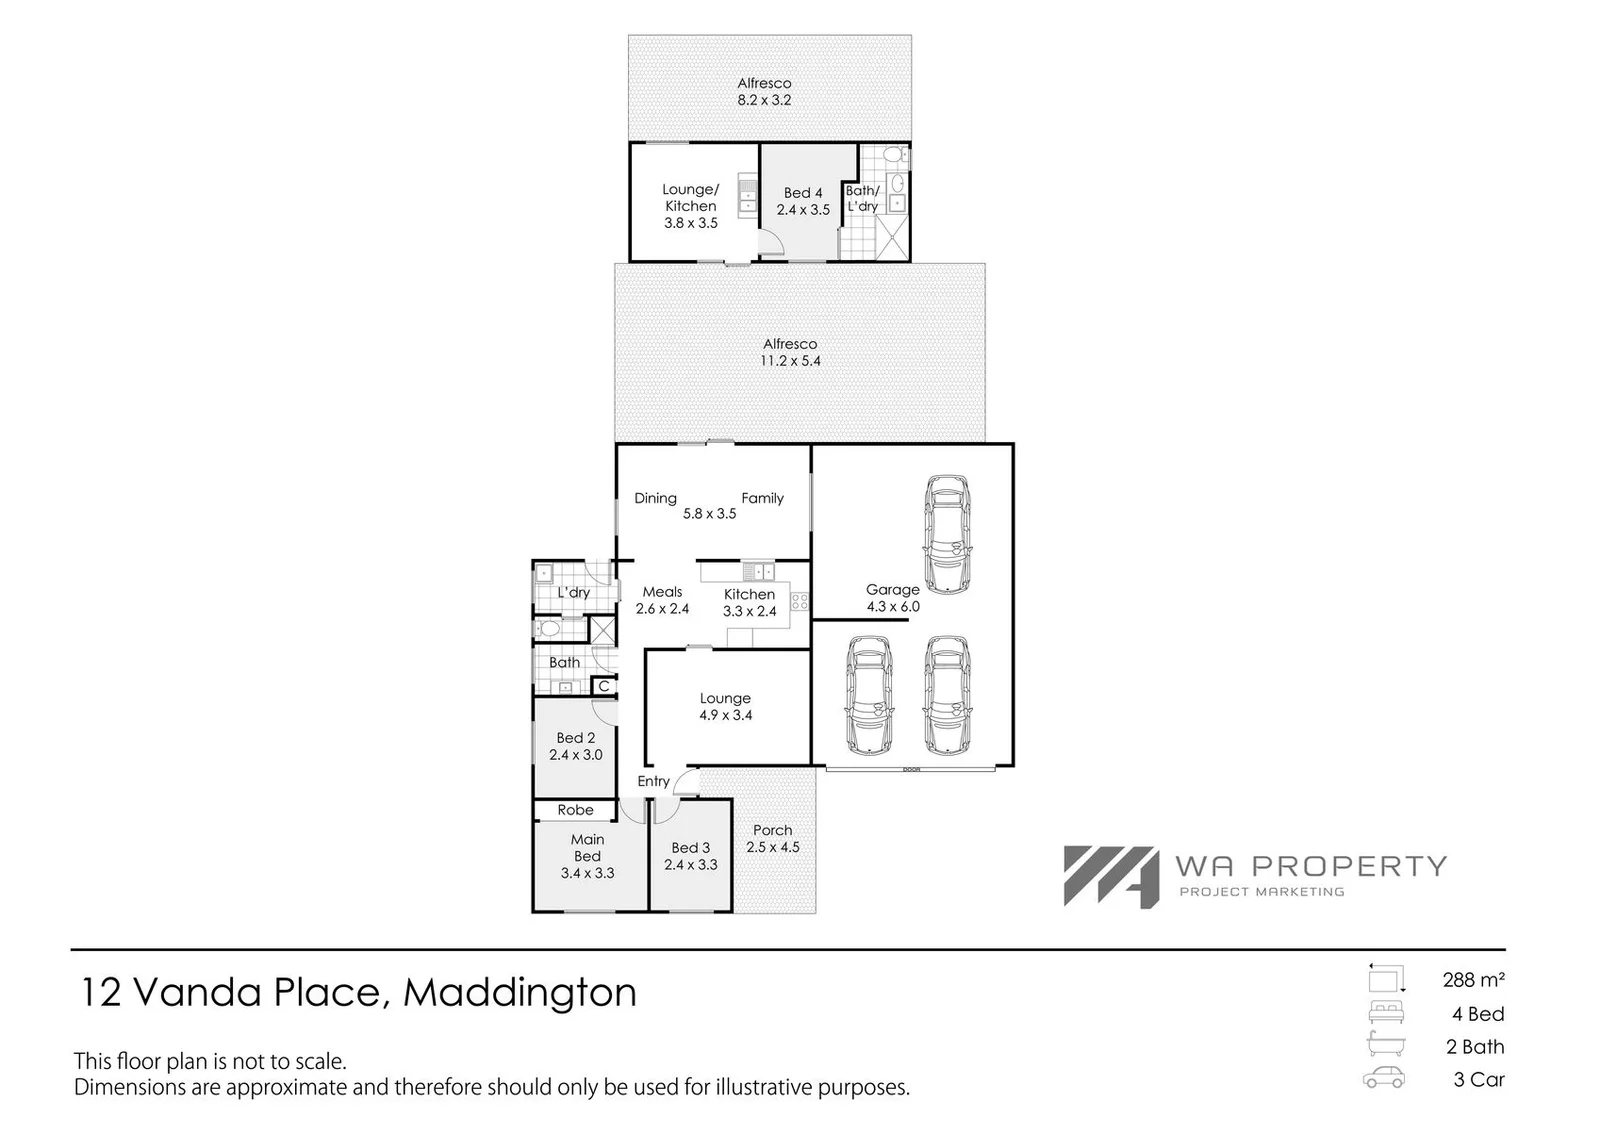 Alfresco
8.2 x 3.2
Lounge/
Kitchen
3.8 x 3.5
Bed 4
2.4 x 3.5
Bath/
L'dry
Alfresco
11.2 x 5.4
Dining
Family
5.8 x 3.5
L'dry
Meals
2.6 x 2.4
Kitchen
3.3 x 2.4
Garage
4.3 x 6.0
Bath
C
Lounge
4.9 x 3.4
Bed 2
2.4 x 3.0
DOOR
Entry
Robe
Main
Bed
3.4 x 3.3
Bed 3
2.4 x 3.3
Porch
2.5 x 4.5
WA PROPERTY
PROJECT MARKETING
12 Vanda Place, Maddington
288 m²
4 Bed
2 Bath
3 Car
This floor plan is not to scale.
Dimensions are approximate and therefore should only be used for illustrative purposes.